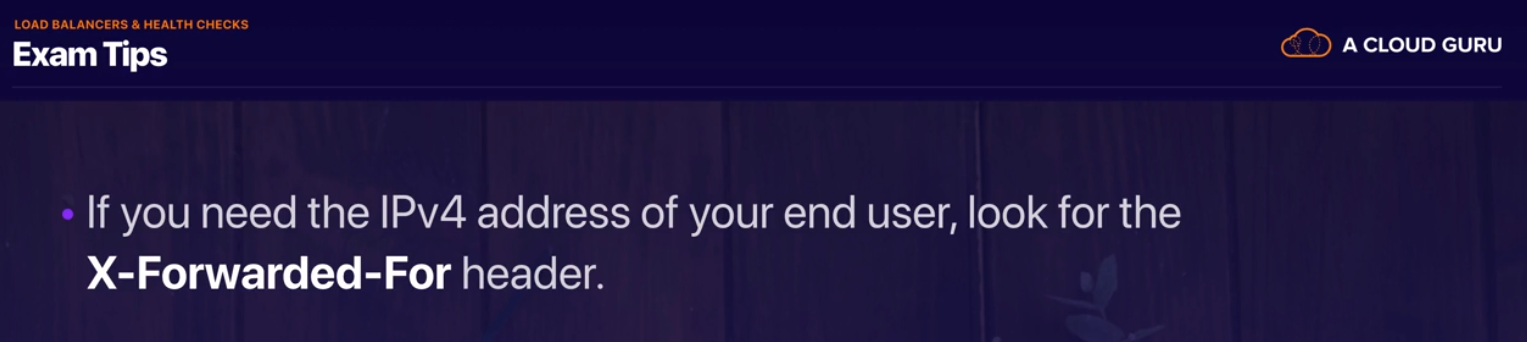 LOAD BALANCERS & HEALTH CHECKS
Exam Tips
A CLOUD GURU
• If you need the IPv4 address of your end user, look for the
X-Forwarded-For header.